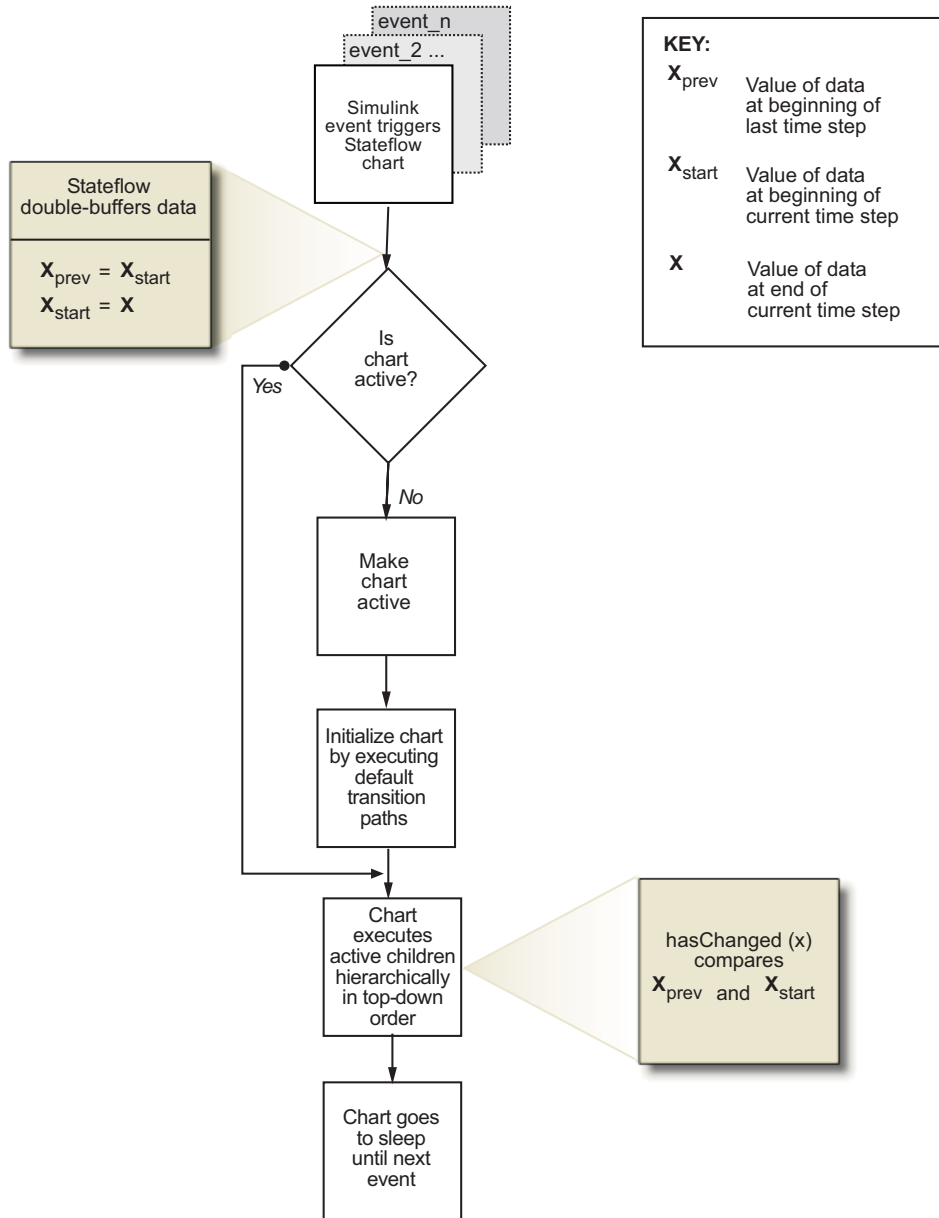 event_n
event_2 ...
Simulink
event triggers
Stateflow
chart
KEY:
Xprev Value of data
at beginning of
last time step
Xstart Value of data
at beginning of
current time step
X Value of data
at end of
current time step
Stateflow
double-buffers data
Xprev = Xstart
Xstart = X
Is
chart
active?
Yes
No
Make
chart
active
Initialize chart
by executing
default
transition
paths
Chart
executes
active children
hierarchically
in top-down
order
hasChanged (x)
compares
Xprev and Xstart
Chart goes
to sleep
until next
event